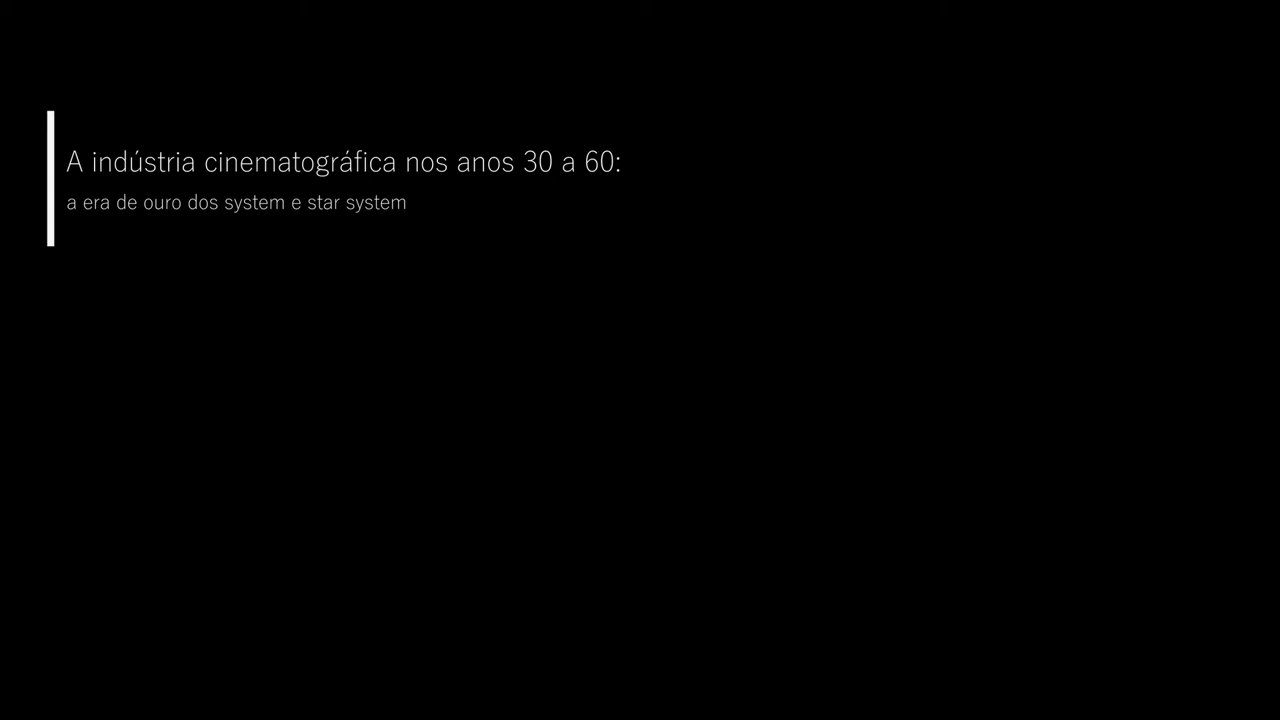 A indústria cinematográfica nos anos 30 a 60:
a era de ouro dos system e star system